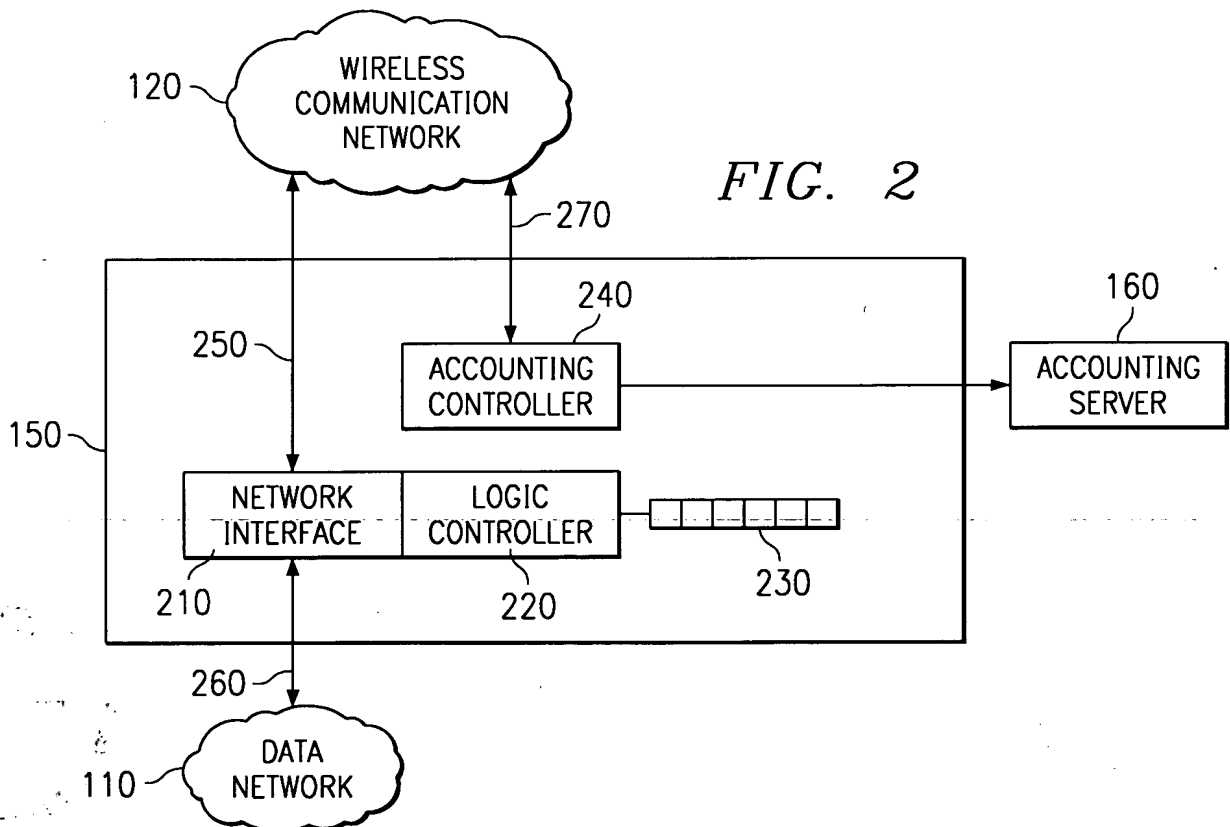 WIRELESS
COMMUNICATION
NETWORK
120
FIG. 2
270
240
160
250
ACCOUNTING
CONTROLLER
ACCOUNTING
SERVER
150
NETWORK
INTERFACE
LOGIC
CONTROLLER
210
220
230
260
DATA
NETWORK
110